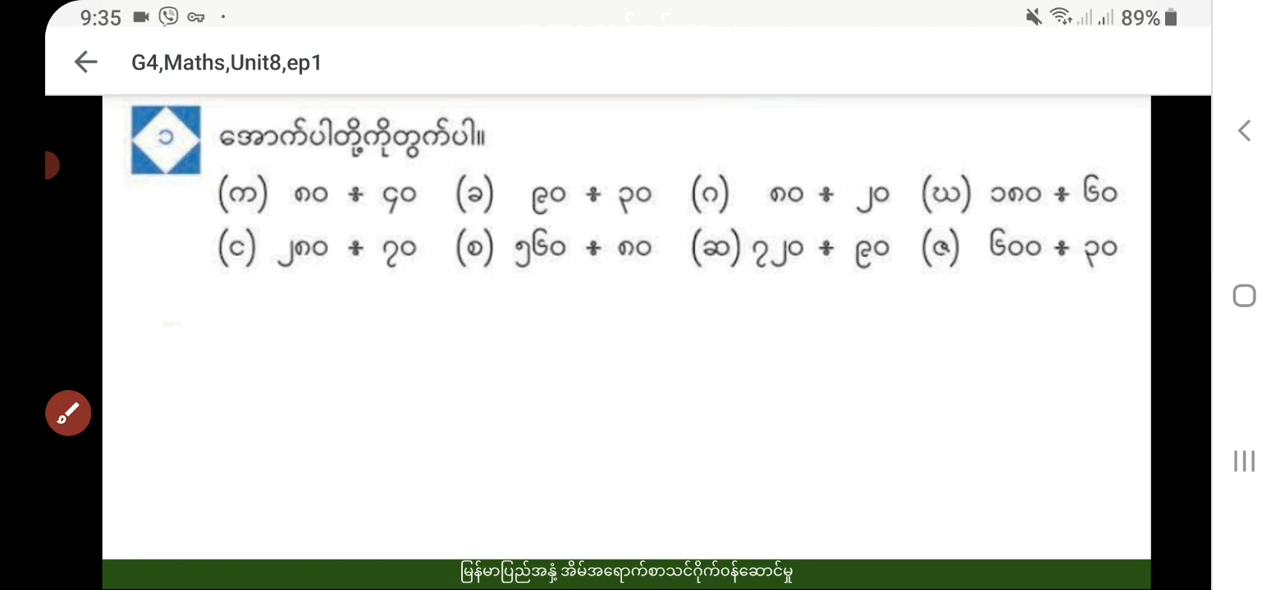 9:35
89%
G4,Maths,Unit8,ep1
၁ အောက်ပါတို့ကိုတွက်ပါ။
(က) ၈၀ ÷ ၄၀ (ခ) ၉၀ ÷ ၃၀ (ဂ) ၈၀ ÷ ၂၀ (ဃ) ၁၈၀ ÷ ၆၀
(င) ၂၈၀ ÷ ၇၀ (စ) ၅၆၀ ÷ ၈၀ (ဆ) ၇၂၀ ÷ ၉၀ (ဇ) ၆၀၀ ÷ ၃၀
မြန်မာပြည်အနှံ့ အိမ်အရောက်စာသင်ဝိုက်ဝန်ဆောင်မှု